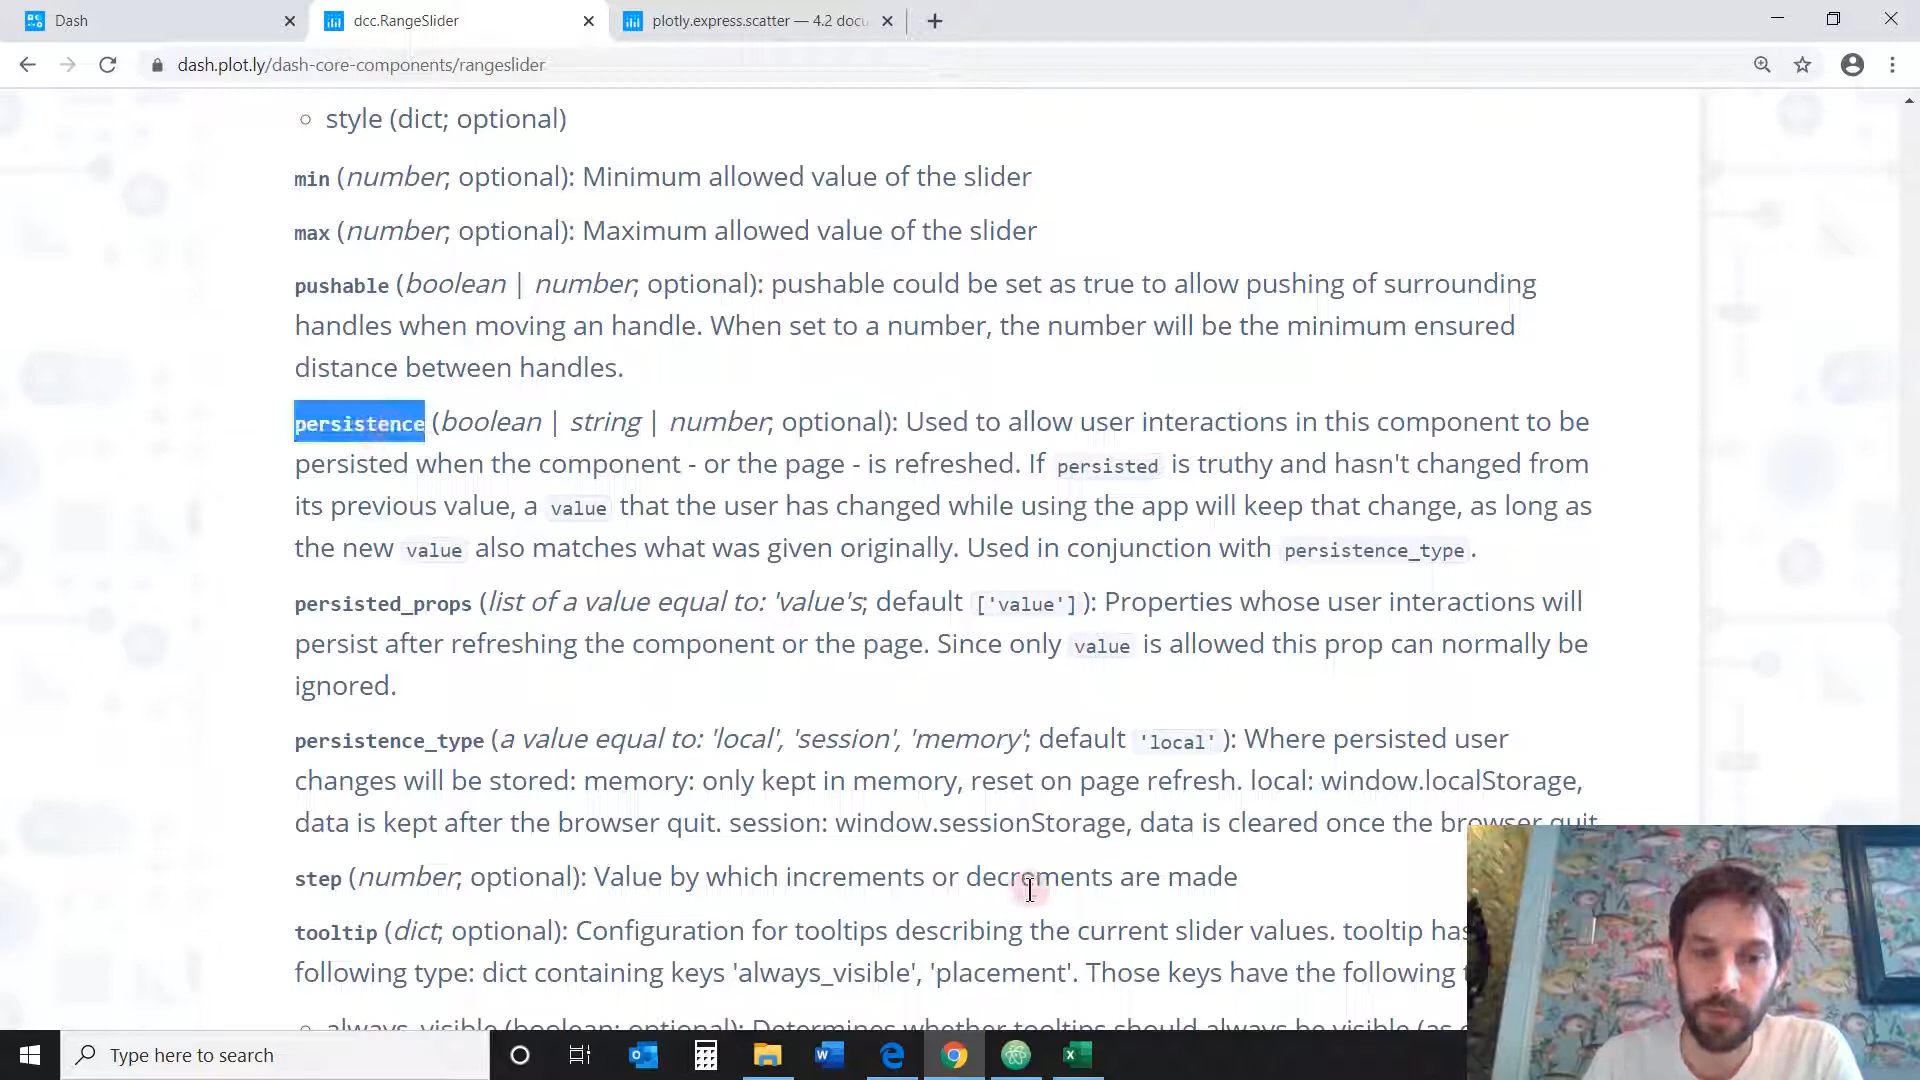 Dash
dcc.RangeSlider
plotly.express.scatter — 4.2 docu
dash.plot.ly/dash-core-components/rangeslider
style (dict; optional)
min (number; optional): Minimum allowed value of the slider
max (number; optional): Maximum allowed value of the slider
pushable (boolean | number; optional): pushable could be set as true to allow pushing of surrounding
handles when moving an handle. When set to a number, the number will be the minimum ensured
distance between handles.
persistence (boolean | string | number; optional): Used to allow user interactions in this component to be
persisted when the component - or the page - is refreshed. If persisted is truthy and hasn't changed from
its previous value, a value that the user has changed while using the app will keep that change, as long as
the new value also matches what was given originally. Used in conjunction with persistence_type.
persisted_props (list of a value equal to: 'value's; default ['value']): Properties whose user interactions will
persist after refreshing the component or the page. Since only value is allowed this prop can normally be
ignored.
persistence_type (a value equal to: 'local', 'session', 'memory'; default 'local'): Where persisted user
changes will be stored: memory: only kept in memory, reset on page refresh. local: window.localStorage,
data is kept after the browser quit. session: window.sessionStorage, data is cleared once the browser quit
step (number; optional): Value by which increments or decrements are made
tooltip (dict; optional): Configuration for tooltips describing the current slider values. tooltip has
following type: dict containing keys 'always_visible', 'placement'. Those keys have the following
always_visible (boolean; optional): Determines whether tooltips should always be visible (as
Type here to search